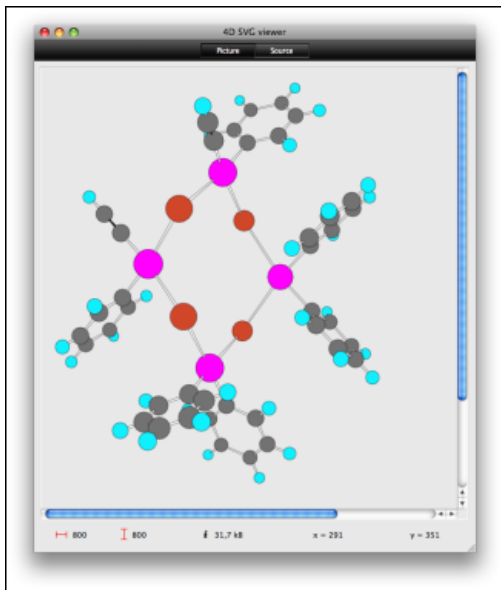 4D SVG viewer
Picture Source
800 800 31,7 kB x = 291 y = 351